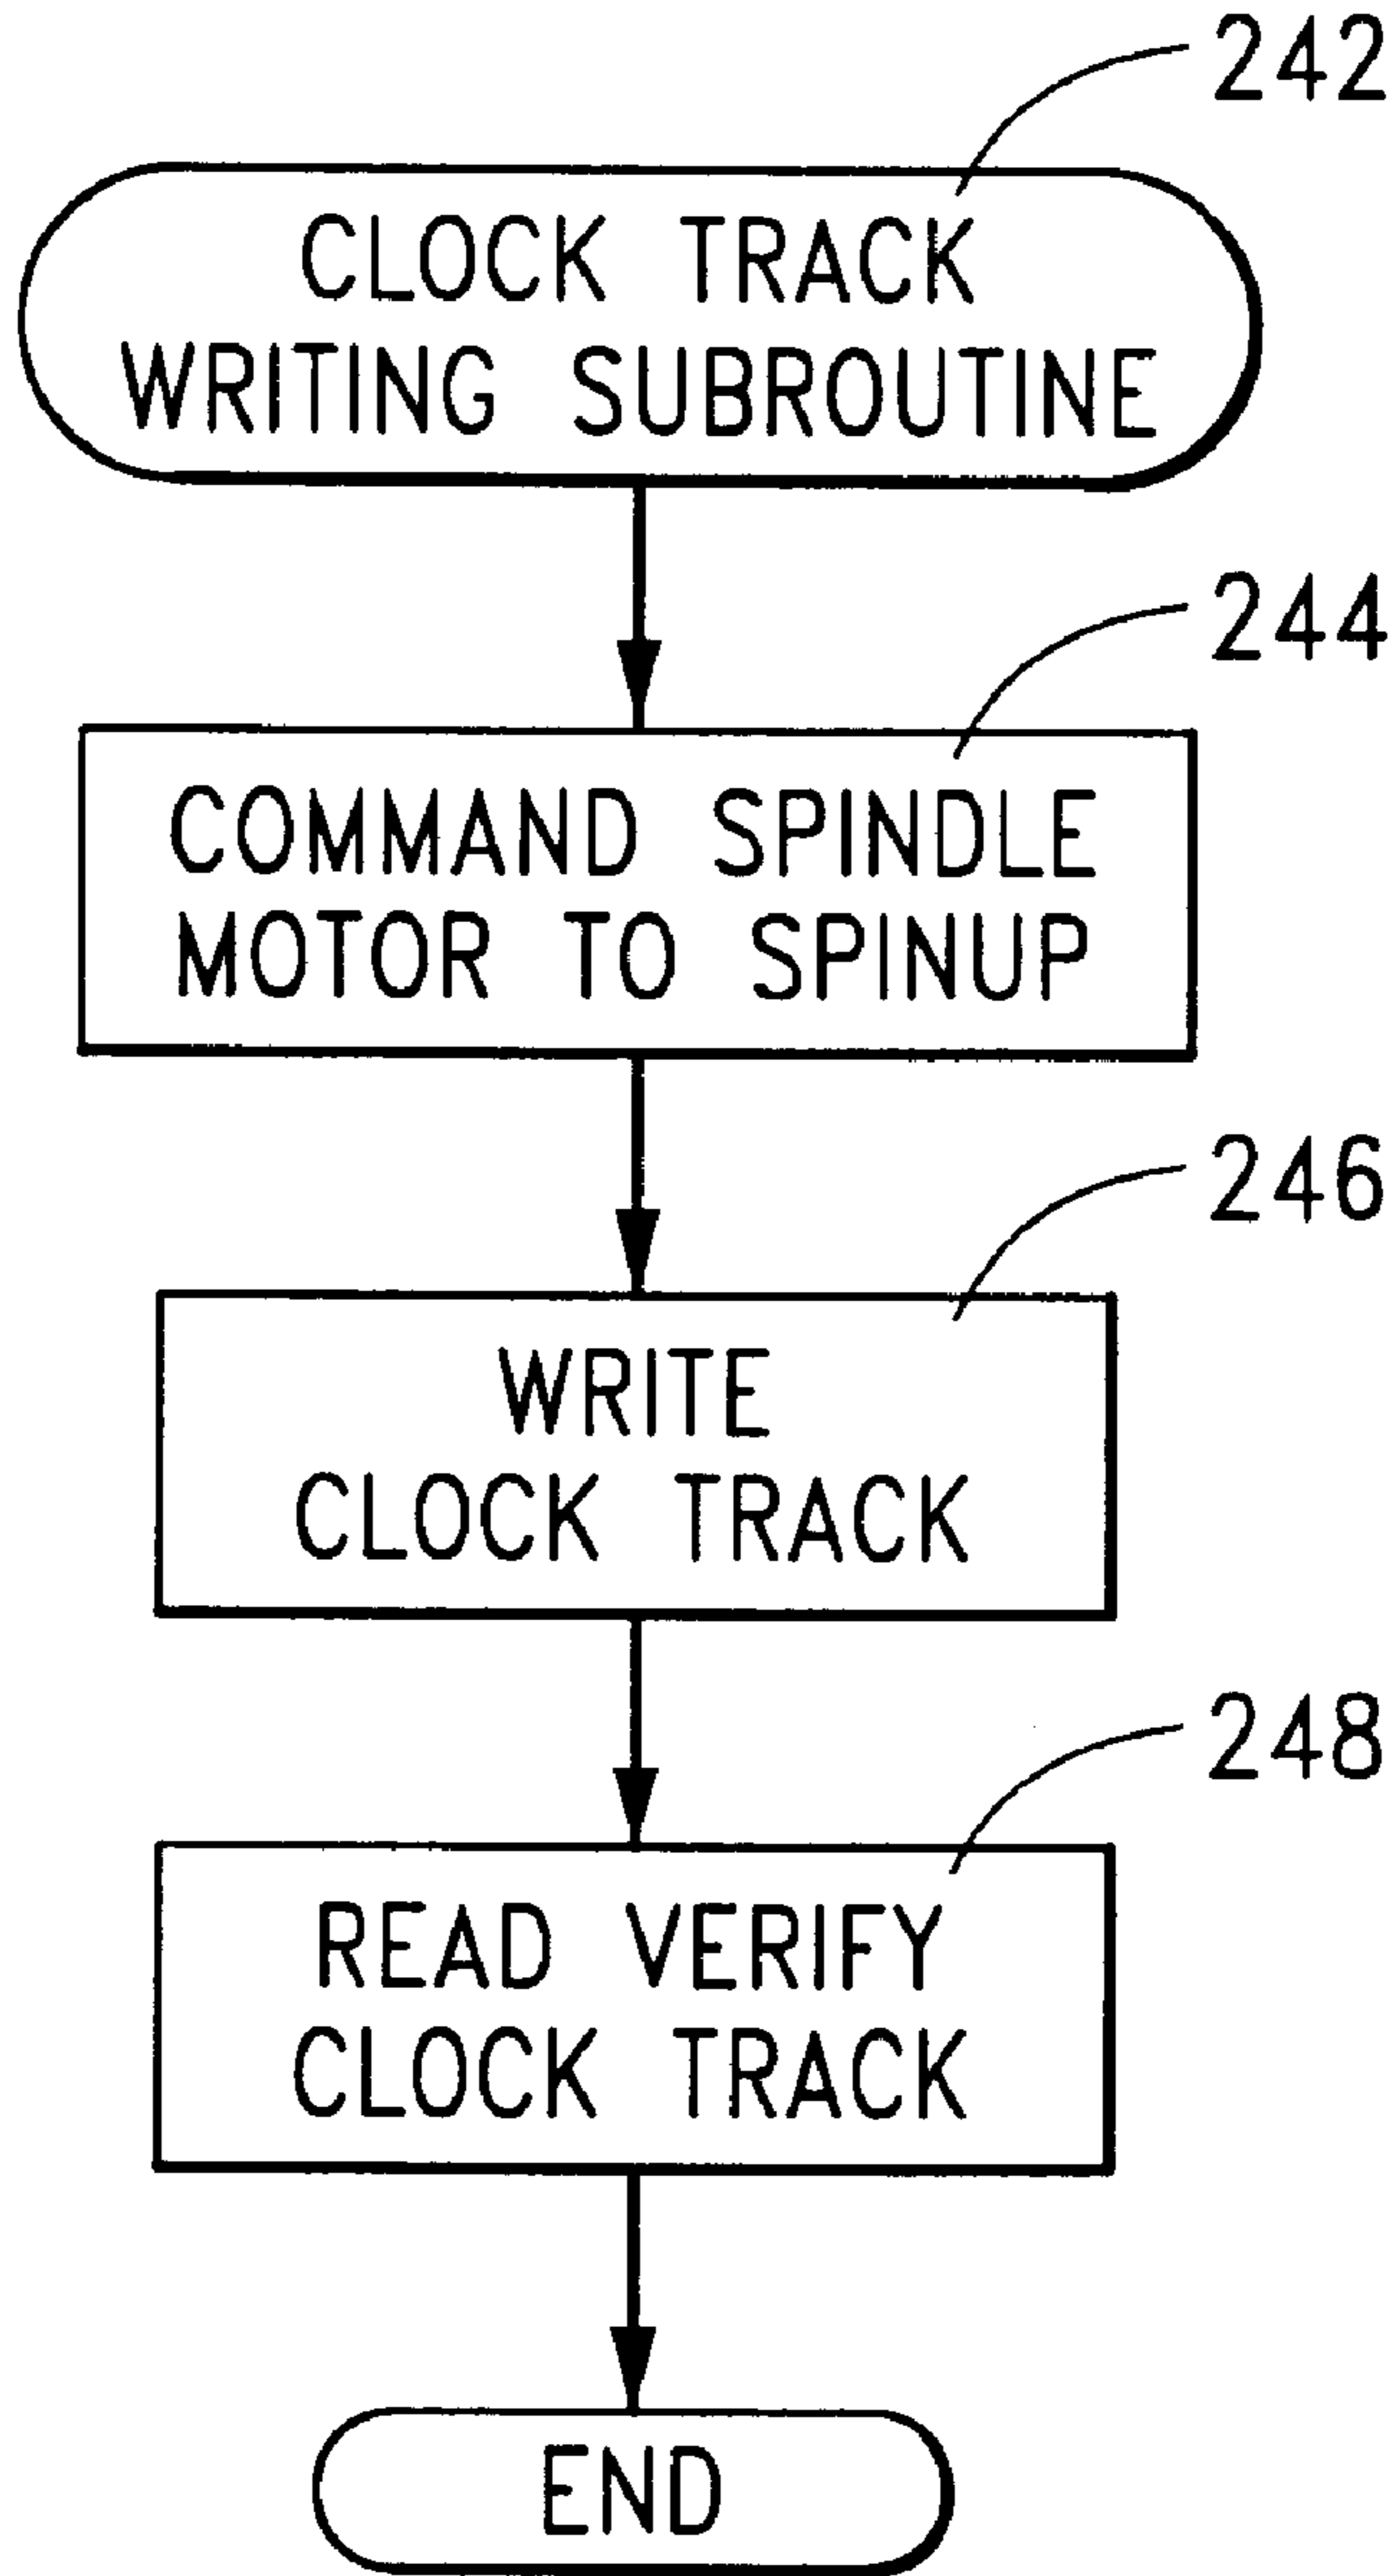 242
CLOCK TRACK
WRITING SUBROUTINE
244
COMMAND SPINDLE
MOTOR TO SPINUP
246
WRITE
CLOCK TRACK
248
READ VERIFY
CLOCK TRACK
END